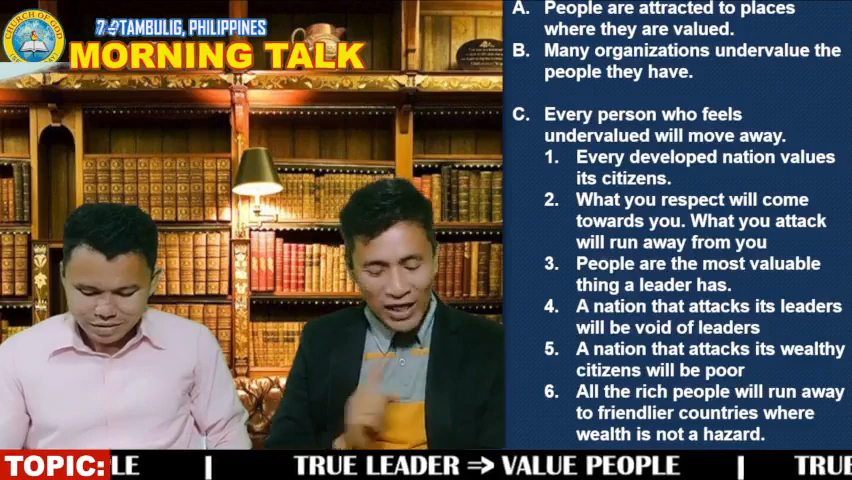 CHURCH OF GOD
TAMBULIG, PHILIPPINES
MORNING TALK
A. People are attracted to places
where they are valued.
B. Many organizations undervalue the
people they have.
C. Every person who feels
undervalued will move away.
1. Every developed nation values
its citizens.
2. What you respect will come
towards you. What you attack
will run away from you
3. People are the most valuable
thing a leader has.
4. A nation that attacks its leaders
will be void of leaders
5. A nation that attacks its wealthy
citizens will be poor
6. All the rich people will run away
to friendlier countries where
wealth is not a hazard.
TOPIC: LE | TRUE LEADER => VALUE PEOPLE | TRUE